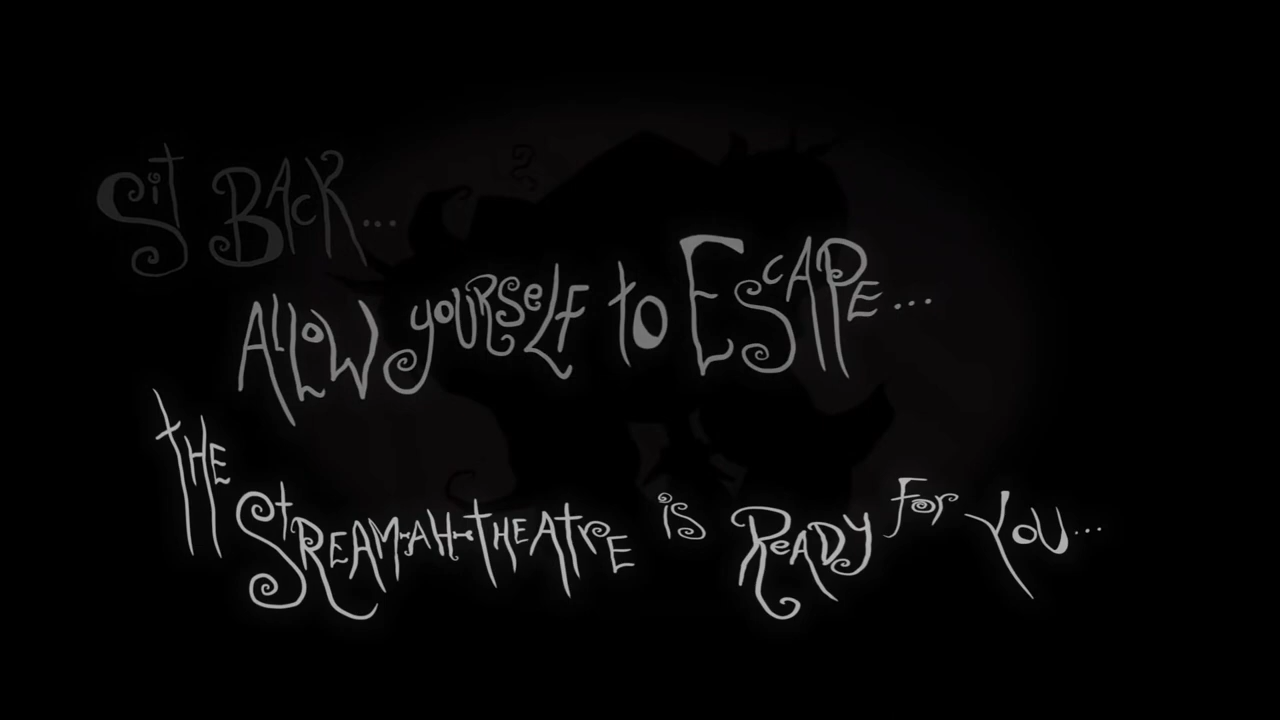 Sit Back...
Allow yourself to Escape...
the Stream-ah-theatre is Ready for You...